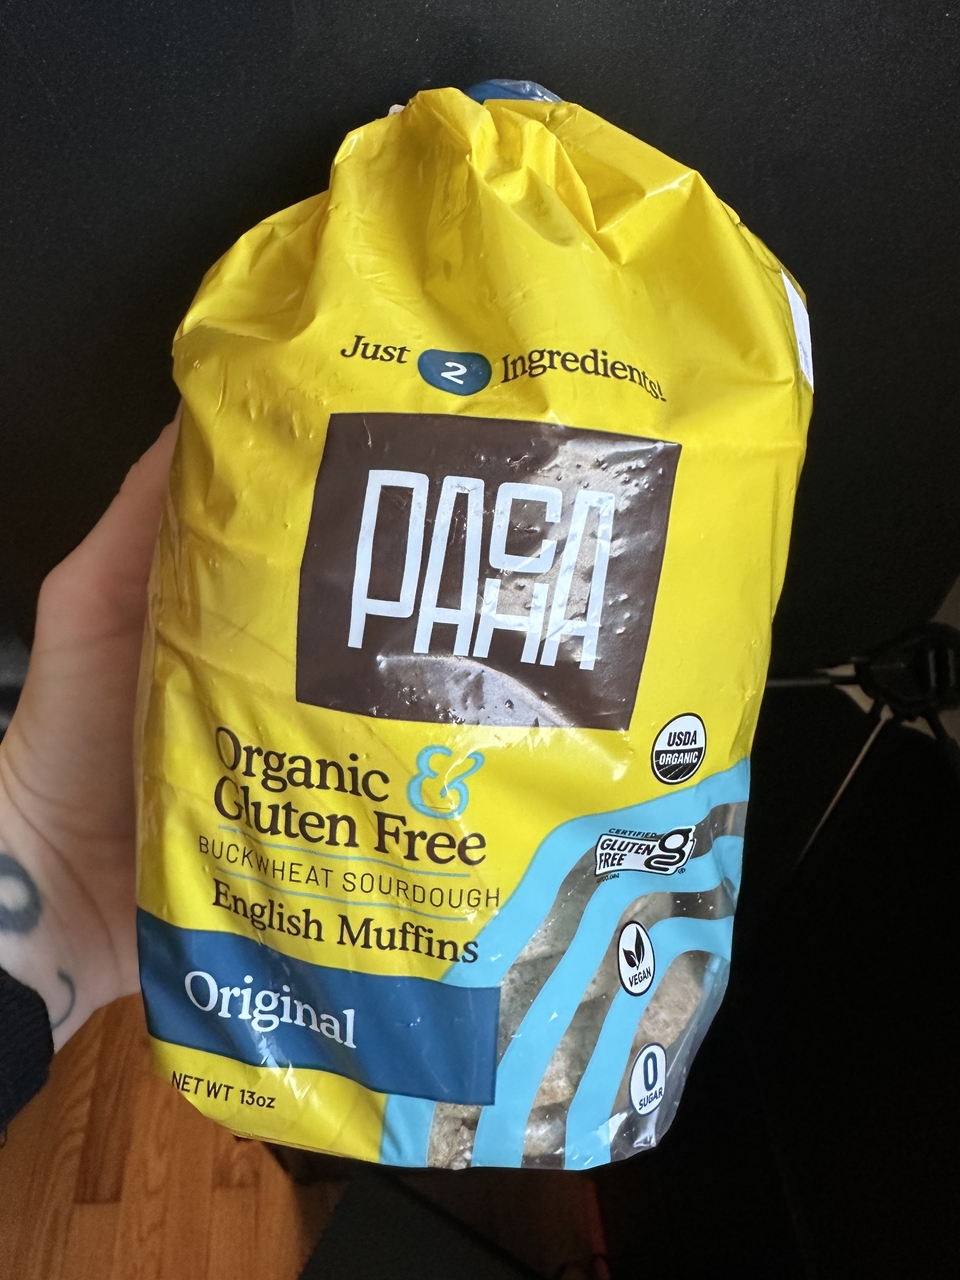 Just 2 Ingredients!
PACHA
Organic &
Gluten Free
BUCKWHEAT SOURDOUGH
English Muffins
Original
NET WT 13oz
USDA
ORGANIC
CERTIFIED
GLUTEN
FREE
VEGAN
0
SUGAR